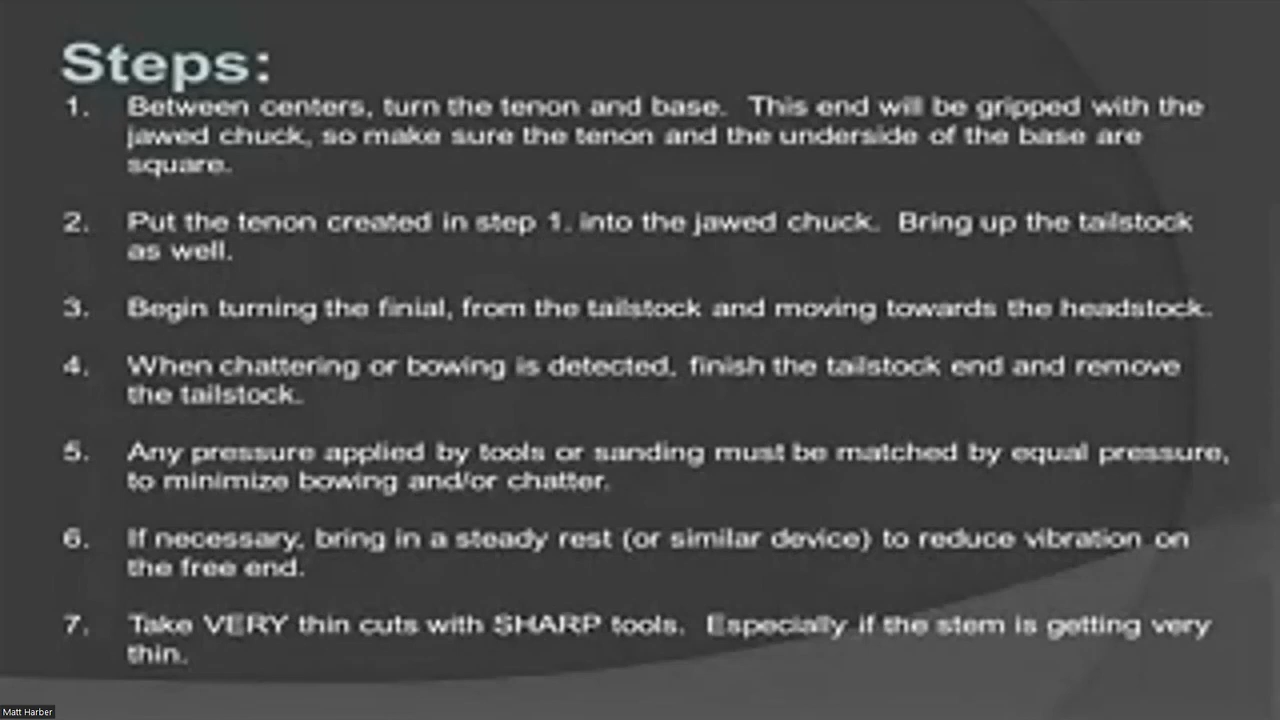 Steps:
1. Between centers, turn the tenon and base. This end will be gripped with the
jawed chuck, so make sure the tenon and the underside of the base are
square.
2. Put the tenon created in step 1. into the jawed chuck. Bring up the tailstock
as well.
3. Begin turning the finial, from the tailstock and moving towards the headstock.
4. When chattering or bowing is detected, finish the tailstock end and remove
the tailstock.
5. Any pressure applied by tools or sanding must be matched by equal pressure,
to minimize bowing and/or chatter.
6. If necessary, bring in a steady rest (or similar device) to reduce vibration on
the free end.
7. Take VERY thin cuts with SHARP tools. Especially if the stem is getting very
thin.
Matt Harber